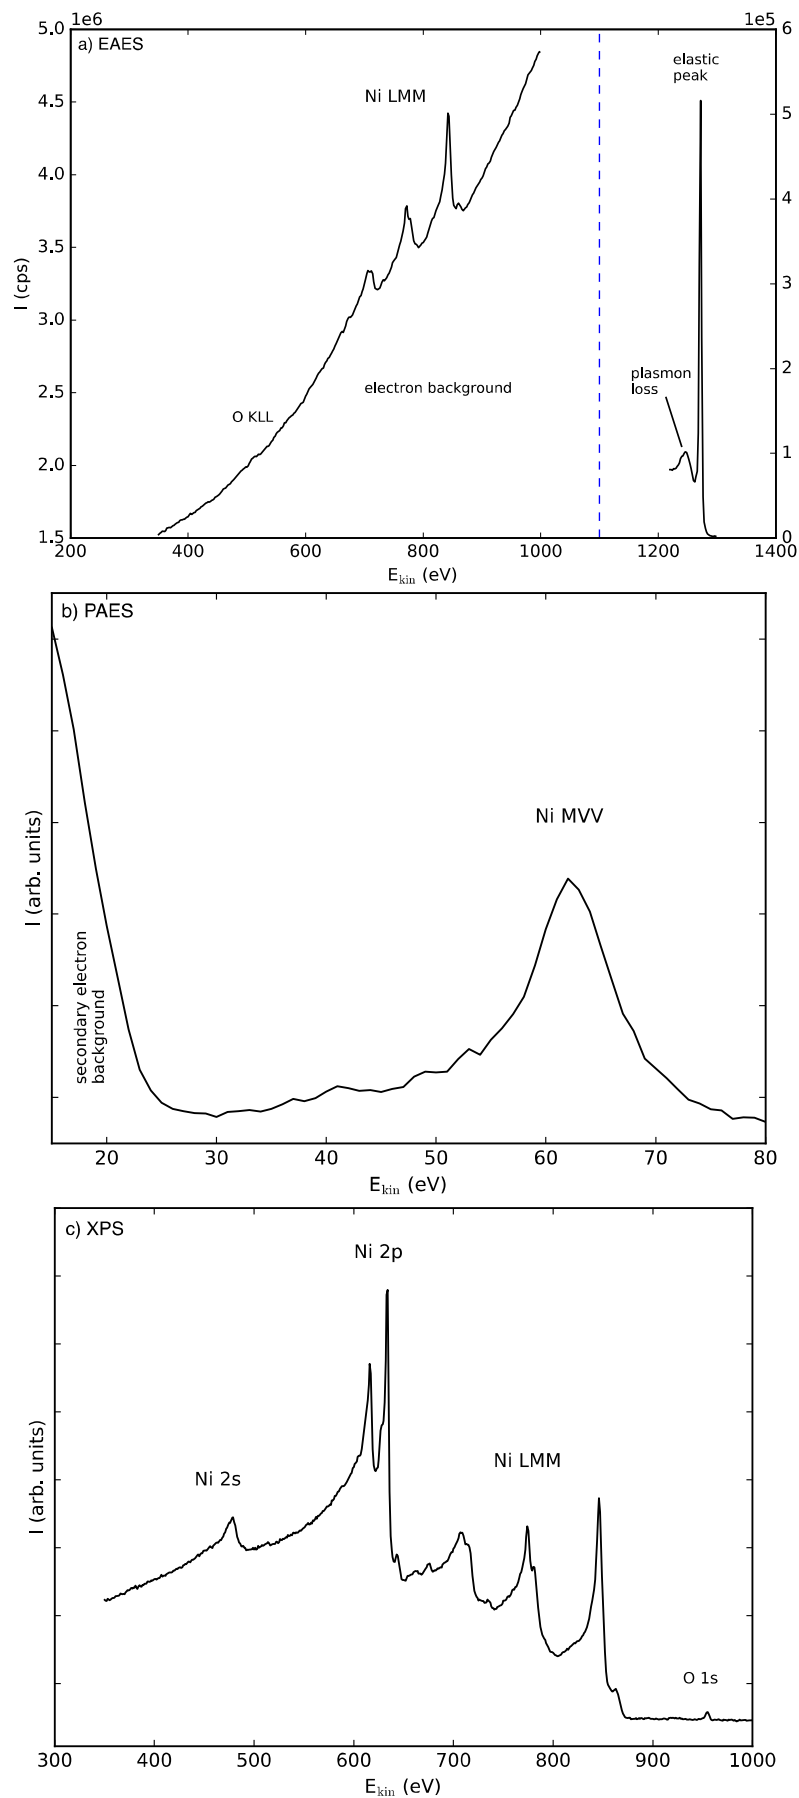 1e6
1e5
a) EAES
5.0
4.5
4.0
3.5
3.0
2.5
2.0
1.5
I (cps)
Ni LMM
O KLL
electron background
elastic
peak
plasmon
loss
6
5
4
3
2
1
0
200 400 600 800 1000 1200 1400
E_kin (eV)
b) PAES
I (arb. units)
secondary electron
background
Ni MVV
20 30 40 50 60 70 80
E_kin (eV)
c) XPS
I (arb. units)
Ni 2p
Ni 2s
Ni LMM
O 1s
300 400 500 600 700 800 900 1000
E_kin (eV)